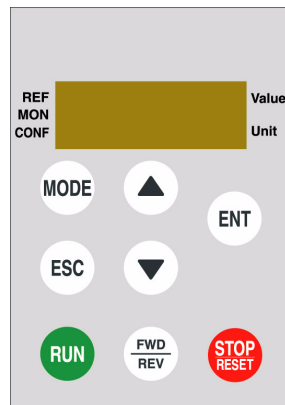 REF
MON
CONF
Value
Unit
MODE
ENT
ESC
RUN
FWD
REV
STOP
RESET